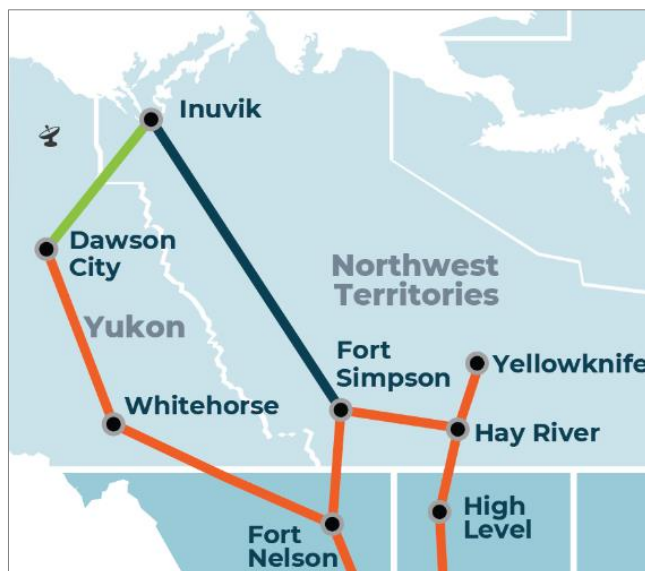 Inuvik
Dawson
City
Northwest
Territories
Yukon
Fort
Simpson
Yellowknife
Whitehorse
Hay River
High
Level
Fort
Nelson